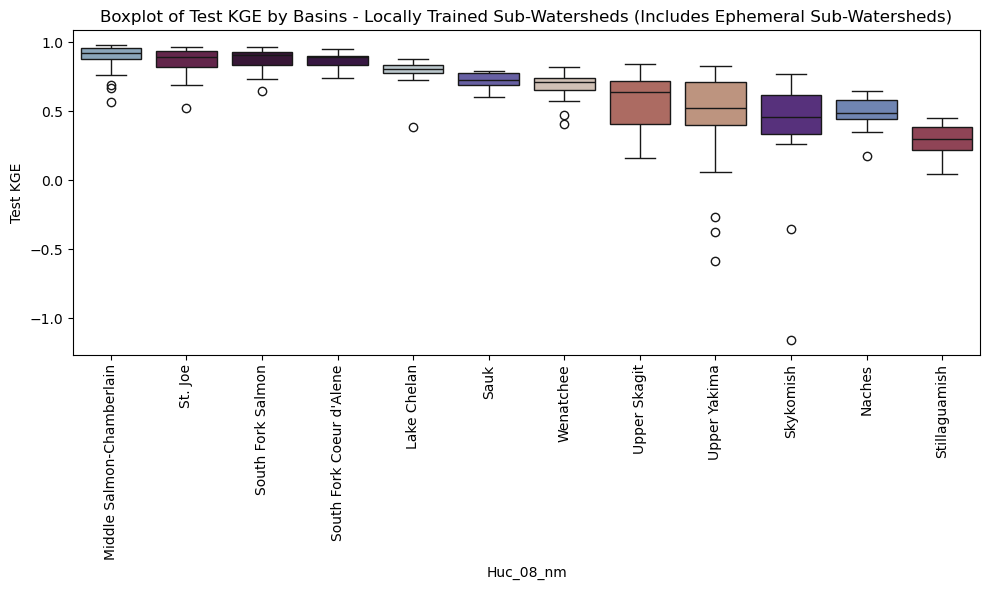 Boxplot of Test KGE by Basins - Locally Trained Sub-Watersheds (Includes Ephemeral Sub-Watersheds)
Test KGE
1.0
0.5
0.0
−0.5
−1.0
Middle Salmon-Chamberlain
St. Joe
South Fork Salmon
South Fork Coeur d'Alene
Lake Chelan
Sauk
Wenatchee
Upper Skagit
Upper Yakima
Skykomish
Naches
Stillaguamish
Huc_08_nm